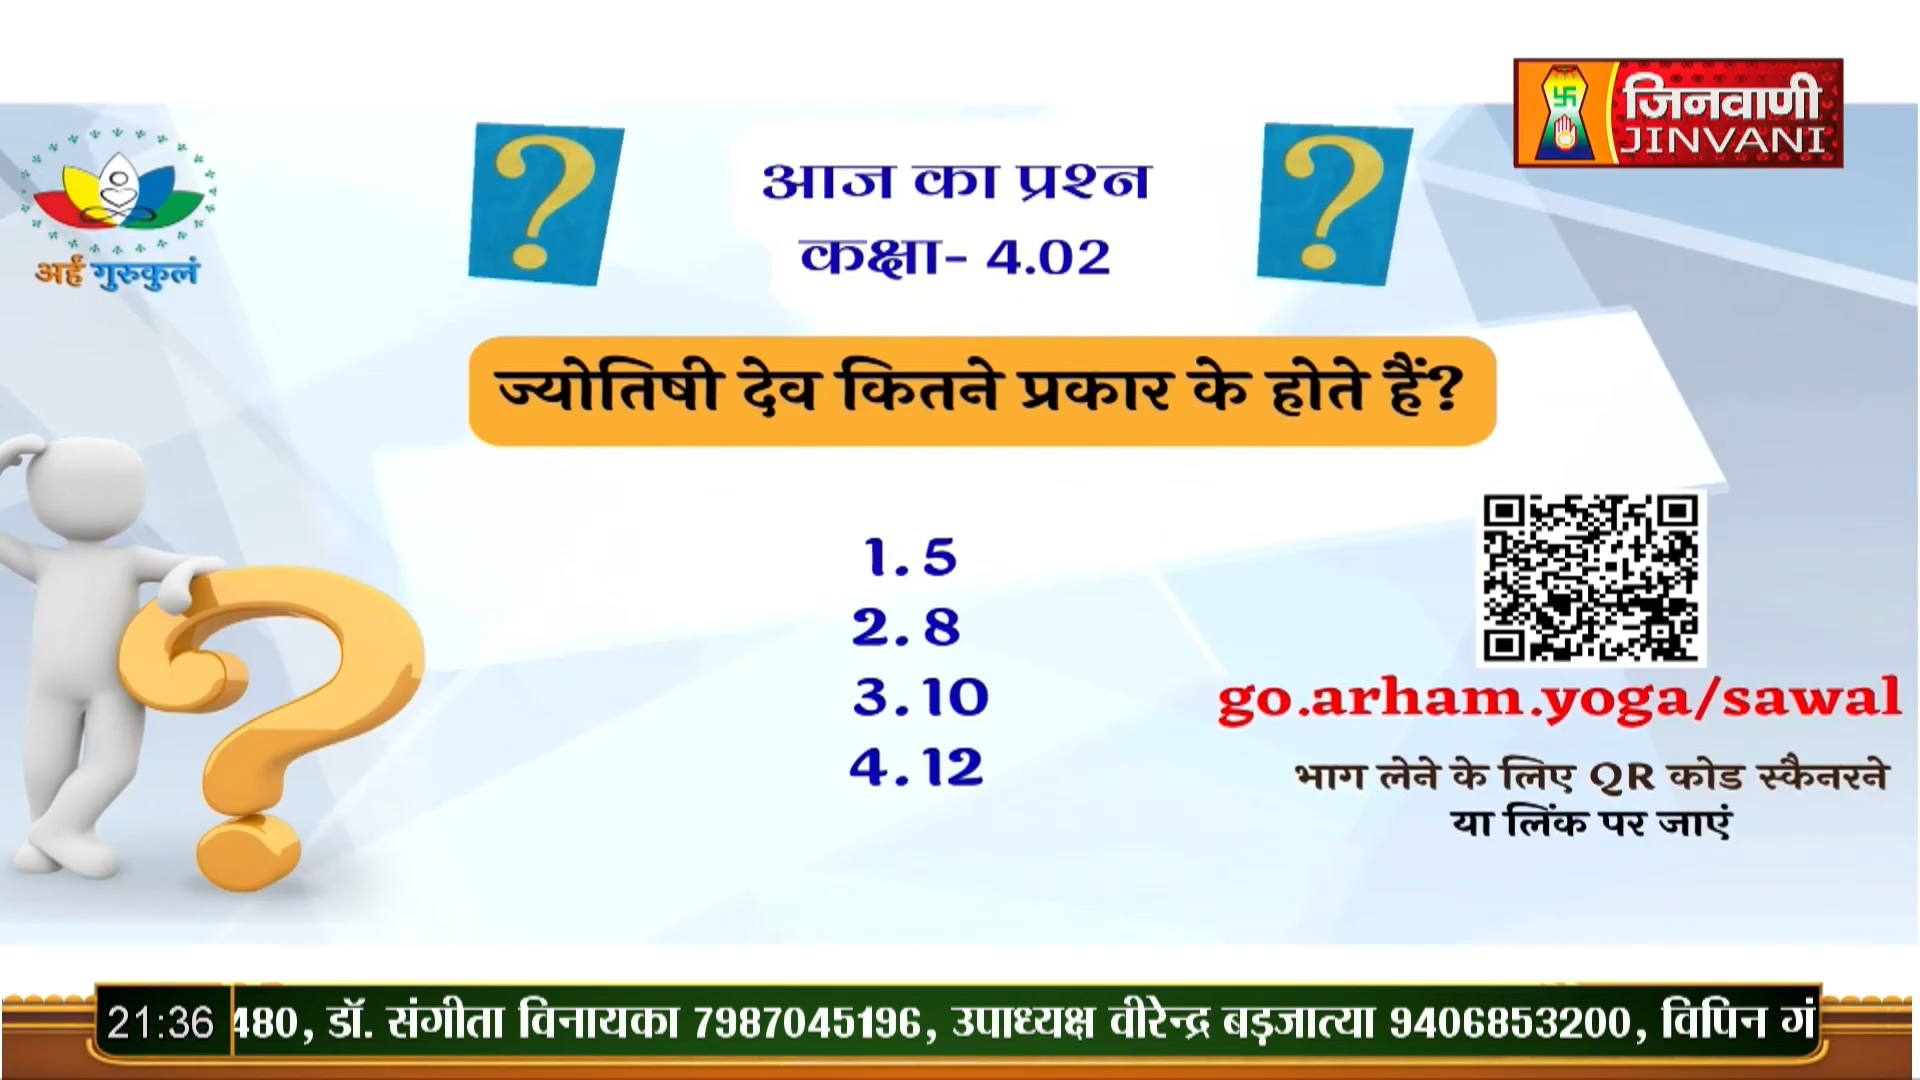 जिनवाणी
JINVANI
आज का प्रश्न
कक्षा- 4.02
अर्हं गुरुकुलं
ज्योतिषी देव कितने प्रकार के होते हैं?
1. 5
2. 8
3. 10
4. 12
go.arham.yoga/sawal
भाग लेने के लिए QR कोड स्कैनरने
या लिंक पर जाएं
21:36 480, डॉ. संगीता विनायका 7987045196, उपाध्यक्ष वीरेन्द्र बड़जात्या 9406853200, विपिन गं